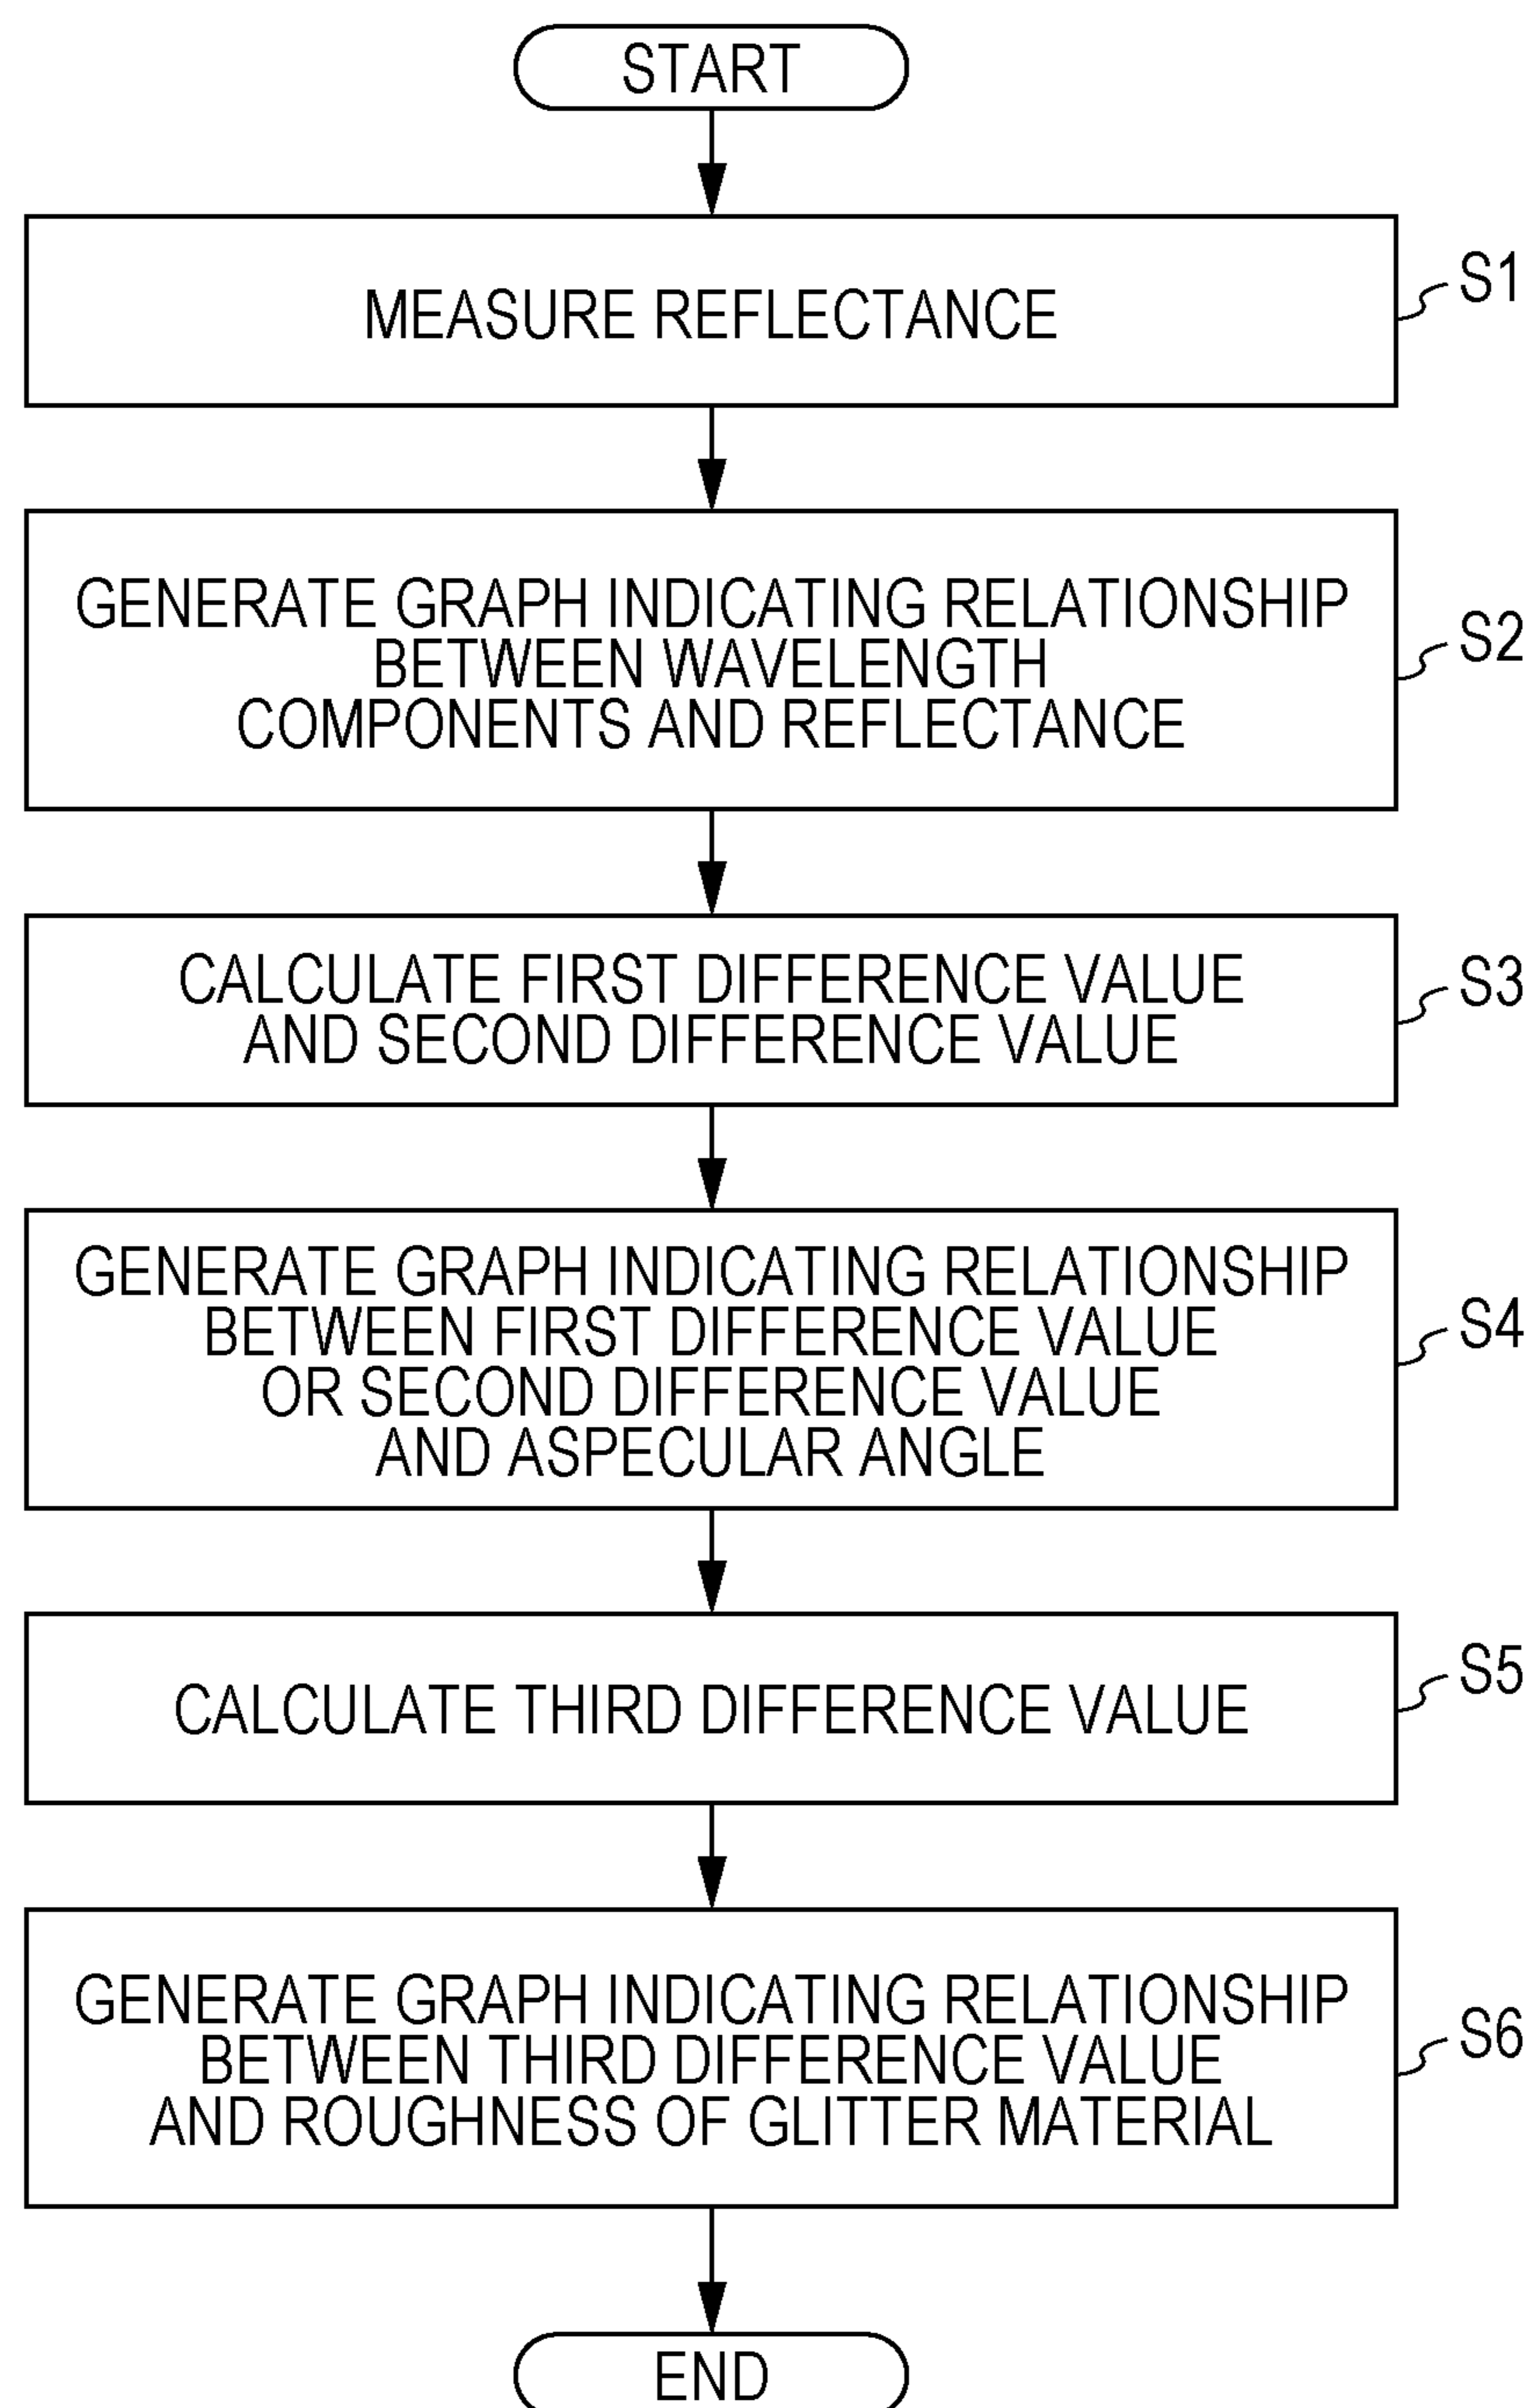 START
MEASURE REFLECTANCE
S1
GENERATE GRAPH INDICATING RELATIONSHIP
BETWEEN WAVELENGTH
COMPONENTS AND REFLECTANCE
S2
CALCULATE FIRST DIFFERENCE VALUE
AND SECOND DIFFERENCE VALUE
S3
GENERATE GRAPH INDICATING RELATIONSHIP
BETWEEN FIRST DIFFERENCE VALUE
OR SECOND DIFFERENCE VALUE
AND ASPECULAR ANGLE
S4
CALCULATE THIRD DIFFERENCE VALUE
S5
GENERATE GRAPH INDICATING RELATIONSHIP
BETWEEN THIRD DIFFERENCE VALUE
AND ROUGHNESS OF GLITTER MATERIAL
S6
END